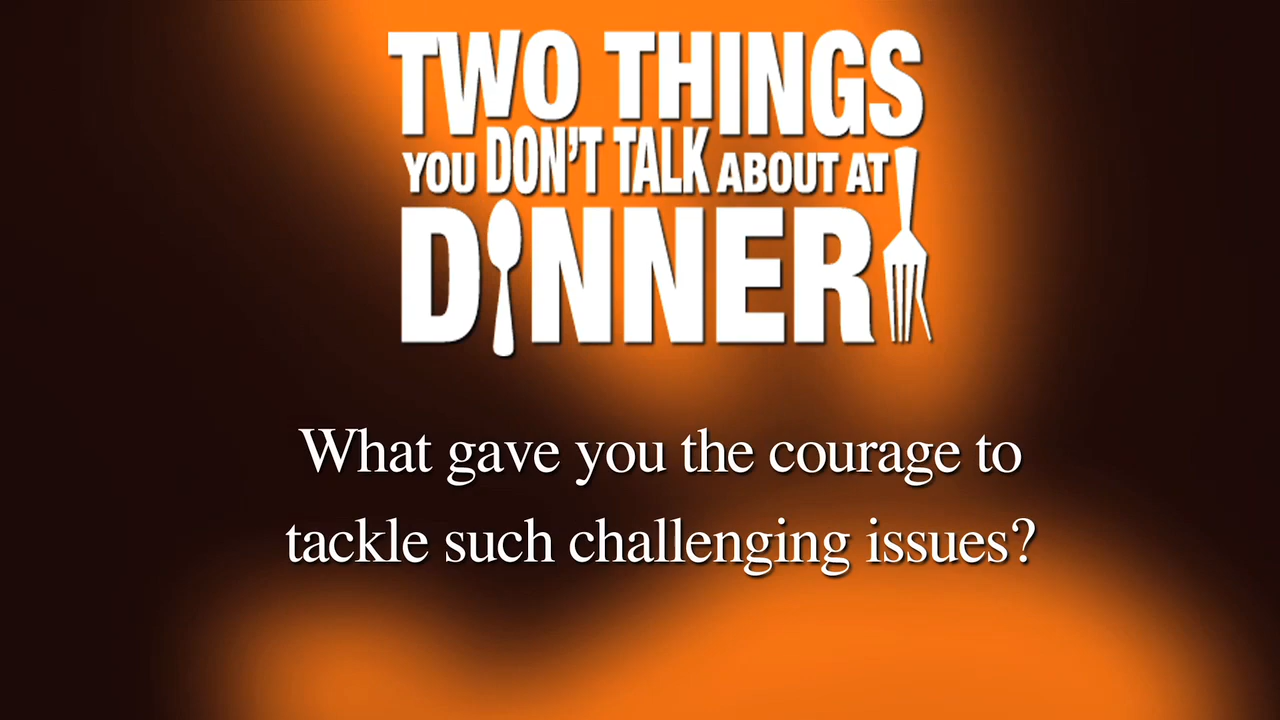 TWO THINGS
YOU DON'T TALK ABOUT AT
DINNER
What gave you the courage to
tackle such challenging issues?